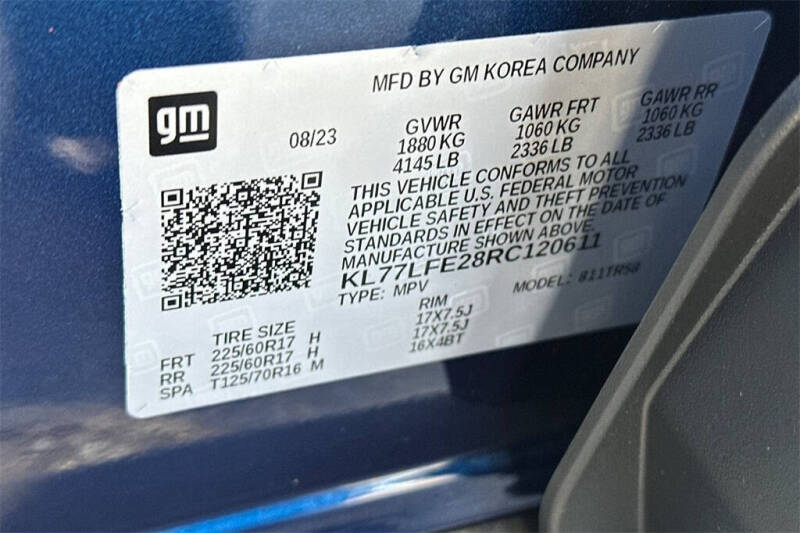 MFD BY GM KOREA COMPANY
gm
08/23
GVWR
1880 KG
4145 LB
GAWR FRT
1060 KG
2336 LB
GAWR RR
1060 KG
2336 LB
THIS VEHICLE CONFORMS TO ALL
APPLICABLE U.S. FEDERAL MOTOR
VEHICLE SAFETY AND THEFT PREVENTION
STANDARDS IN EFFECT ON THE DATE OF
MANUFACTURE SHOWN ABOVE.
KL77LFE28RC120611
TYPE: MPV MODEL: 811TR58
TIRE SIZE RIM
FRT 225/60R17 H 17X7.5J
RR 225/60R17 H 17X7.5J
SPA T125/70R16 M 16X4BT